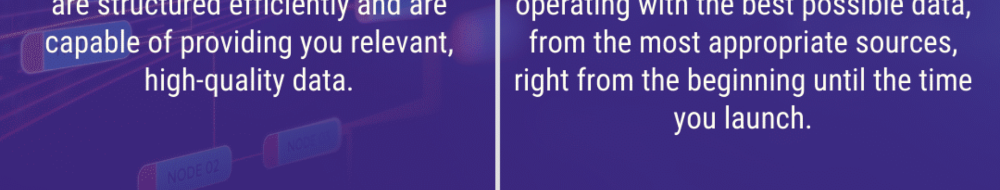 are structured efficiently and are
capable of providing you relevant,
high-quality data.
NODE 02
NODE
operating with the best possible data,
from the most appropriate sources,
right from the beginning until the time
you launch.